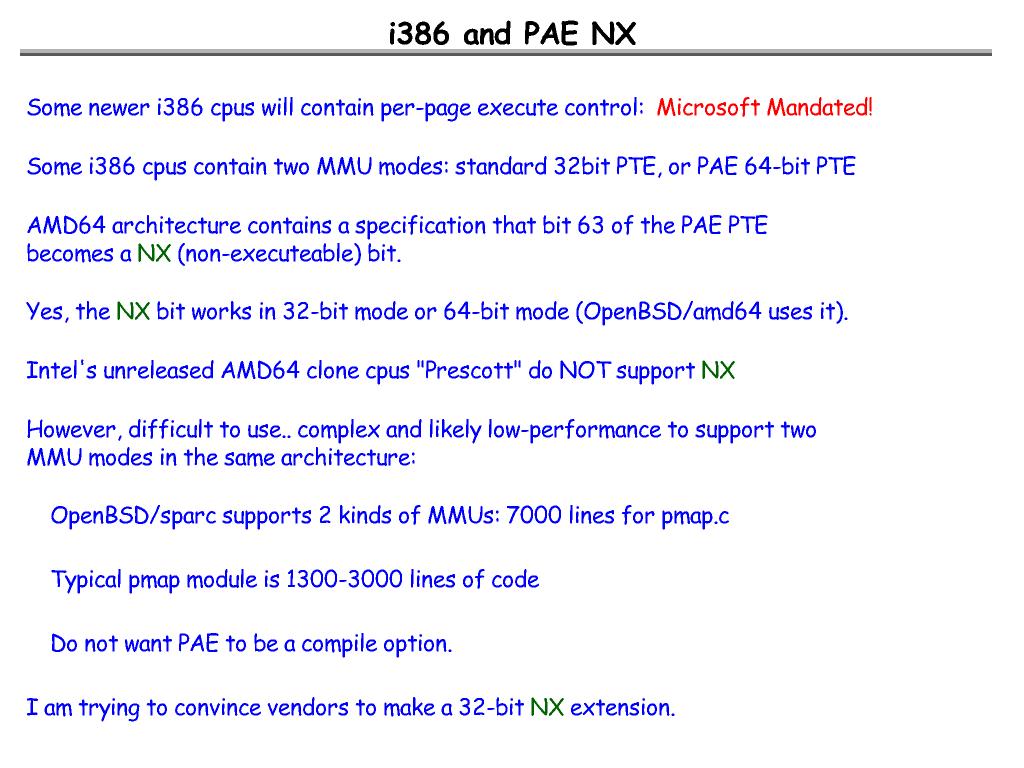 i386 and PAE NX
Some newer i386 cpus will contain per-page execute control: Microsoft Mandated!
Some i386 cpus contain two MMU modes: standard 32bit PTE, or PAE 64-bit PTE
AMD64 architecture contains a specification that bit 63 of the PAE PTE
becomes a NX (non-executeable) bit.
Yes, the NX bit works in 32-bit mode or 64-bit mode (OpenBSD/amd64 uses it).
Intel's unreleased AMD64 clone cpus "Prescott" do NOT support NX
However, difficult to use.. complex and likely low-performance to support two
MMU modes in the same architecture:
OpenBSD/sparc supports 2 kinds of MMUs: 7000 lines for pmap.c
Typical pmap module is 1300-3000 lines of code
Do not want PAE to be a compile option.
I am trying to convince vendors to make a 32-bit NX extension.